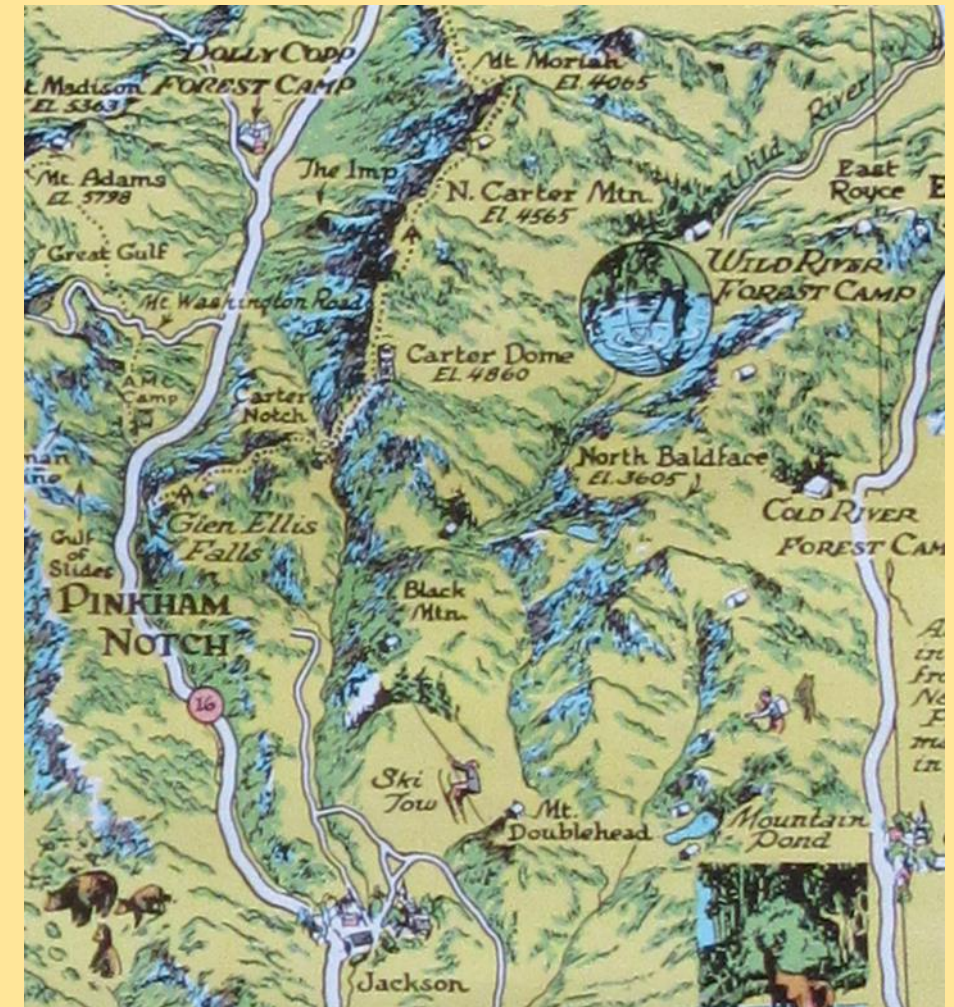 DOLLY COPP
FOREST CAMP
Mt Moriah
El. 4065
t Madison
El. 5363
Mt. Adams
El. 5798
The Imp
N. Carter Mtn.
El. 4565
Wild River
East
Royce
E
Great Gulf
Mt Washington Road
WILD RIVER
FOREST CAMP
AMC
Camp
Carter Dome
El. 4860
Carter
Notch
North Baldface
El. 3605
COLD RIVER
FOREST CAM
Glen Ellis
Falls
Gulf
of
Slides
PINKHAM
NOTCH
Black
Mtn.
16
Ski
Tow
Mt.
Doublehead
Mountain
Pond
in
fro
in
Jackson